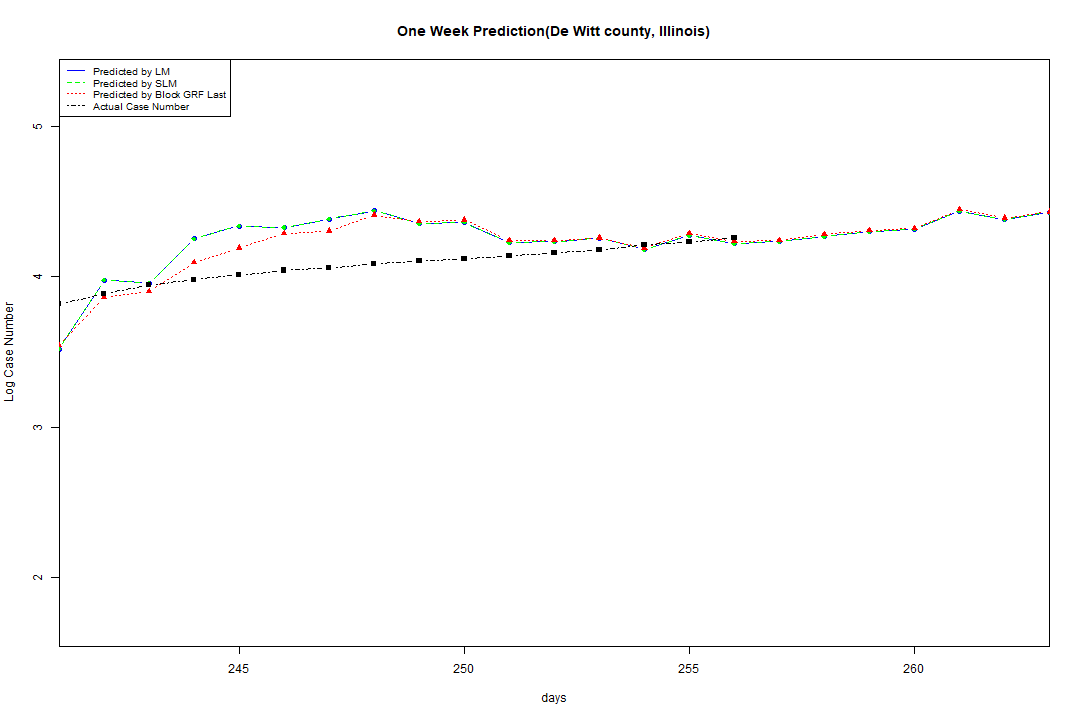 One Week Prediction(De Witt county, Illinois)
Predicted by LM
Predicted by SLM
Predicted by Block GRF Last
Actual Case Number
5
4
3
2
Log Case Number
245 250 255 260
days